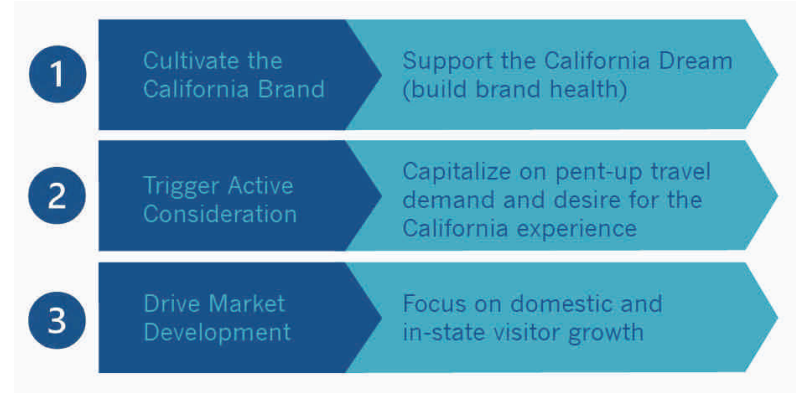 1
Cultivate the
California Brand
Support the California Dream
(build brand health)
2
Trigger Active
Consideration
Capitalize on pent-up travel
demand and desire for the
California experience
3
Drive Market
Development
Focus on domestic and
in-state visitor growth